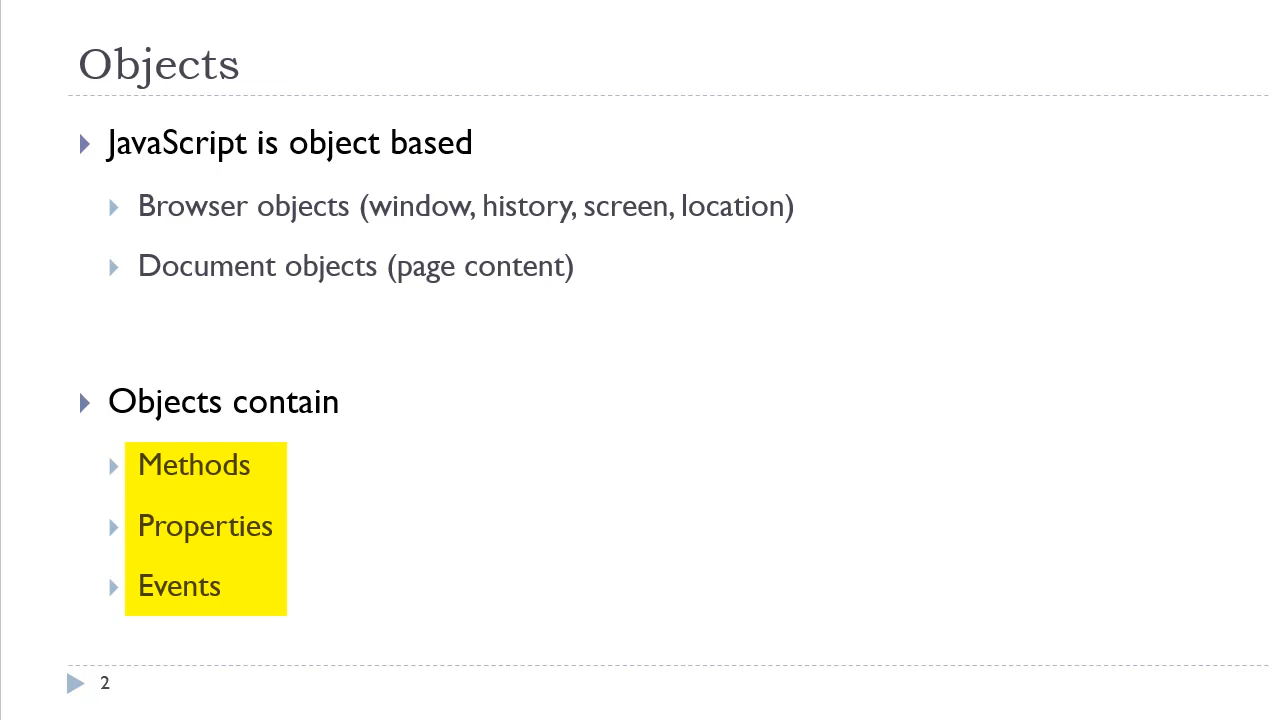 Objects
JavaScript is object based
Browser objects (window, history, screen, location)
Document objects (page content)
Objects contain
Methods
Properties
Events
2